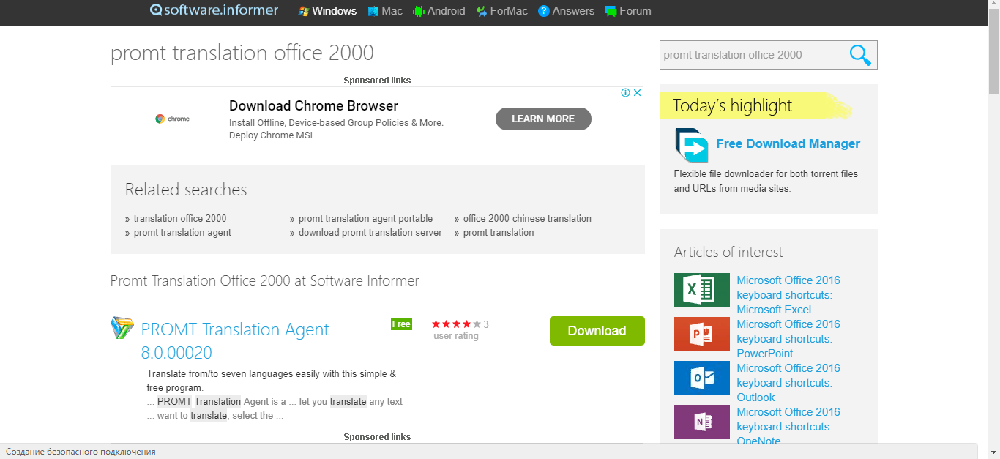 software.informer Windows Mac Android ForMac Answers Forum
promt translation office 2000
promt translation office 2000
Sponsored links
Download Chrome Browser
Install Offline, Device-based Group Policies & More.
Deploy Chrome MSI
chrome
LEARN MORE
Today's highlight
Free Download Manager
Flexible file downloader for both torrent files
and URLs from media sites.
Related searches
» translation office 2000
» promt translation agent portable
» office 2000 chinese translation
» promt translation agent
» download promt translation server
» promt translation
Promt Translation Office 2000 at Software Informer
PROMT Translation Agent
8.0.00020
Free
3
user rating
Download
Translate from/to seven languages easily with this simple &
free program.
... PROMT Translation Agent is a ... let you translate any text
... want to translate, select the ...
Sponsored links
Articles of interest
Microsoft Office 2016
keyboard shortcuts:
Microsoft Excel
Microsoft Office 2016
keyboard shortcuts:
PowerPoint
Microsoft Office 2016
keyboard shortcuts:
Outlook
Microsoft Office 2016
keyboard shortcuts:
OneNote
Создание безопасного подключения